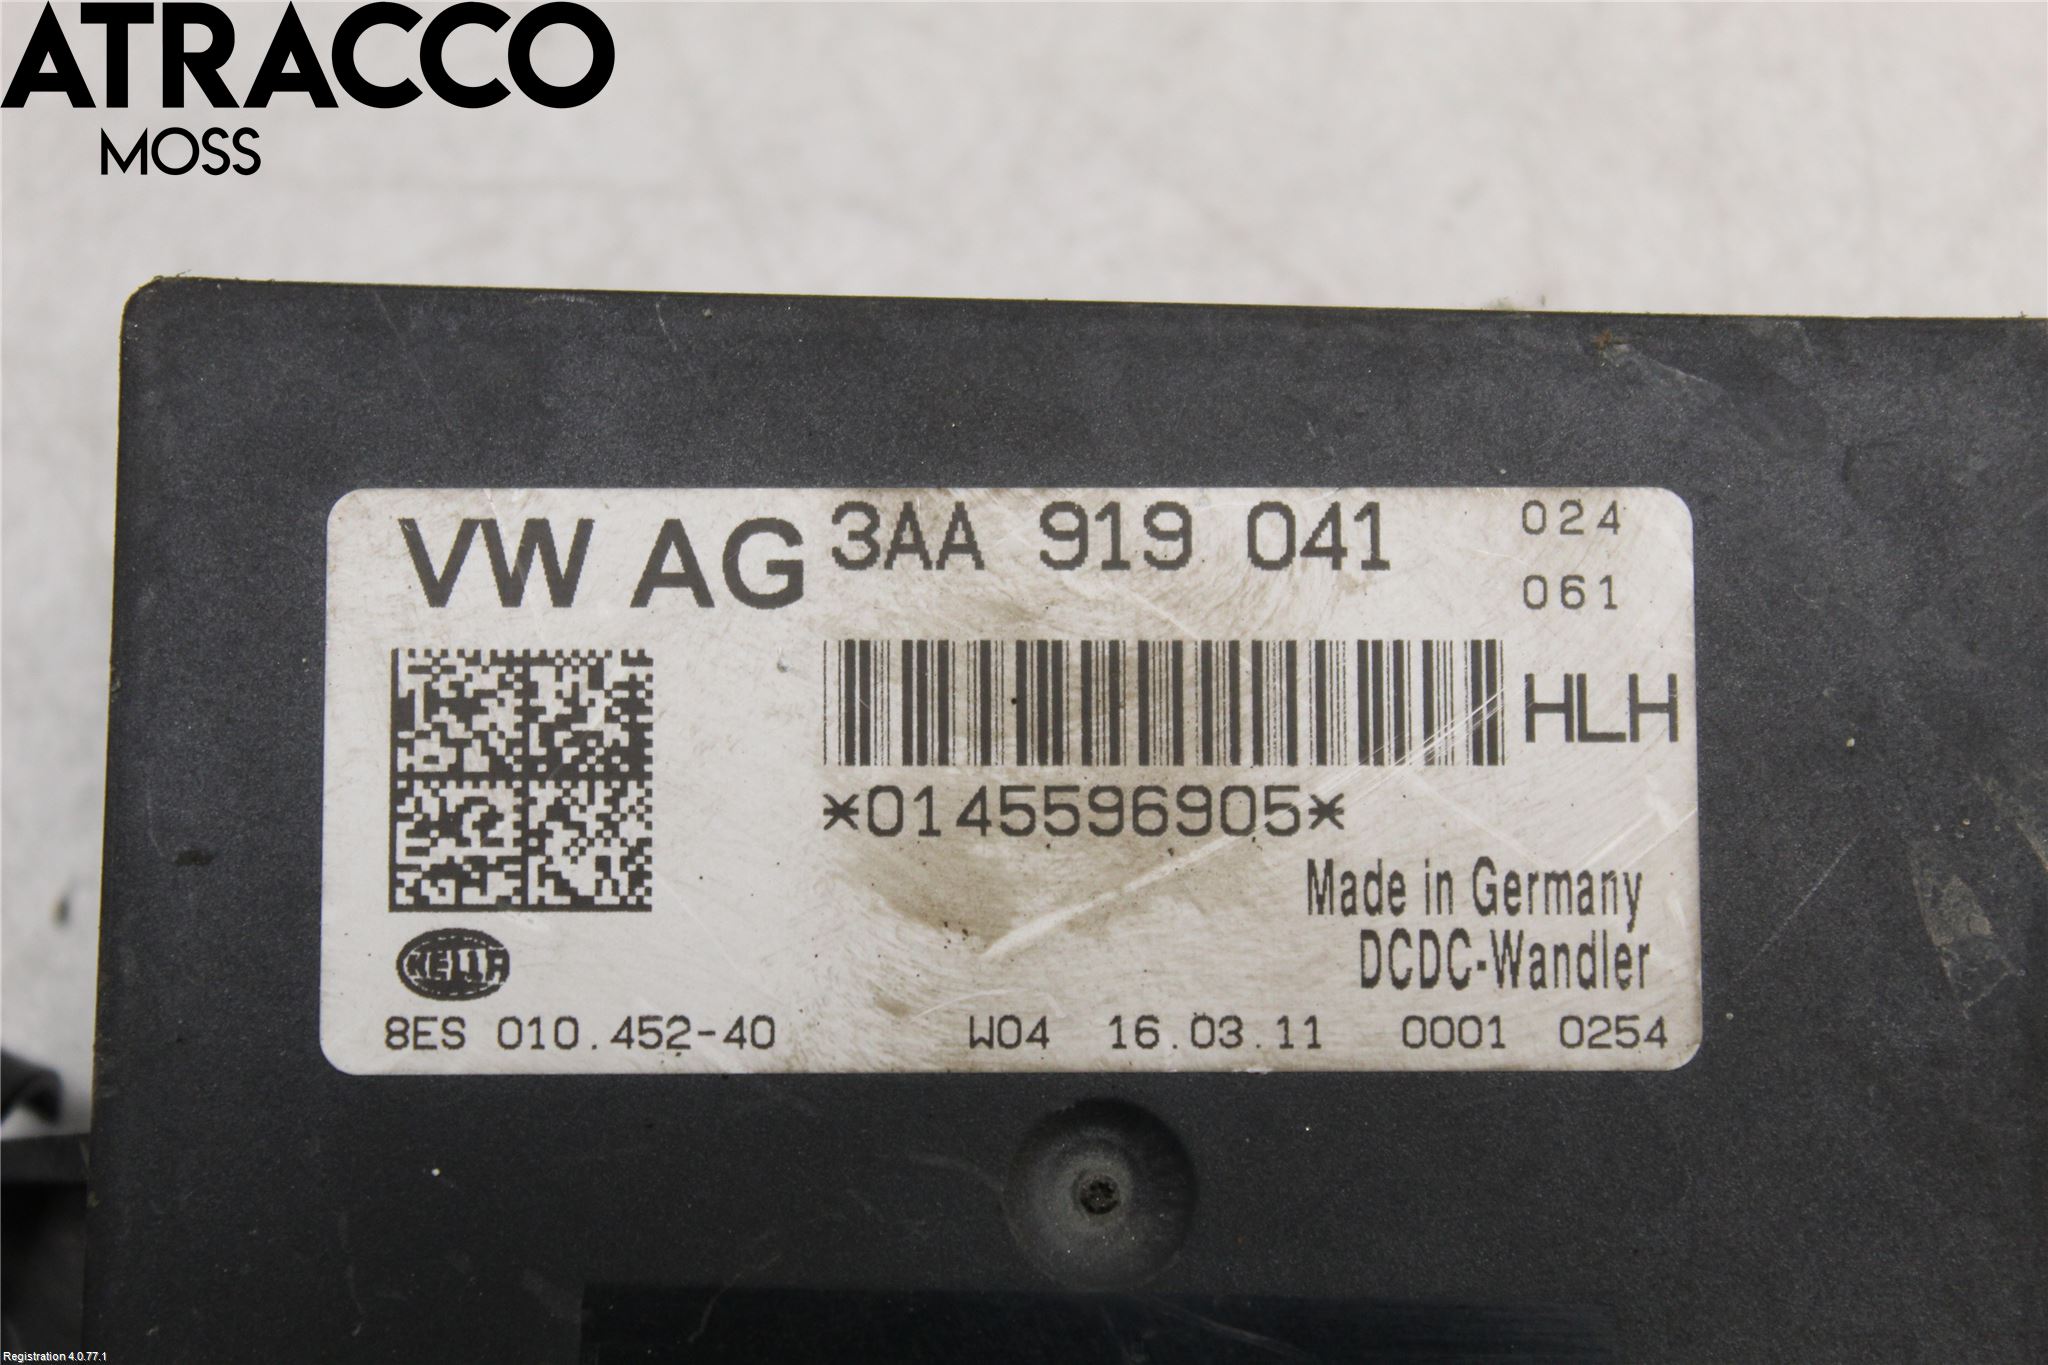 ATRACCO
MOSS
VW AG 3AA 919 041 024
061
HLH
*0145596905*
Made in Germany
DCDC-Wandler
HELLA
8ES 010.452-40 W04 16.03.11 0001 0254
Registration 4.0.77.1